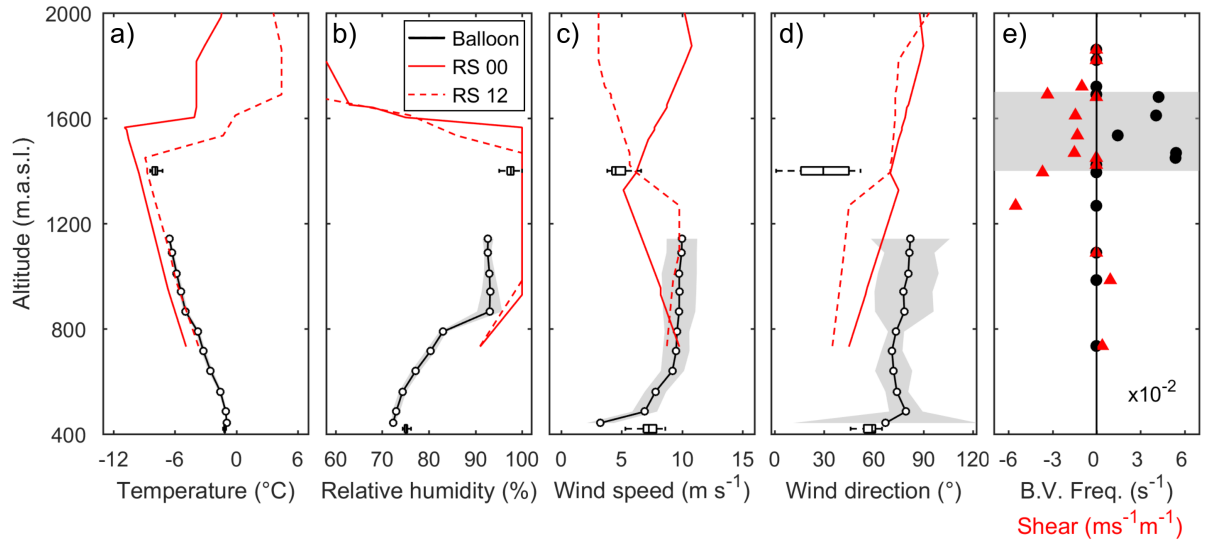 a)
b)
c)
d)
e)
Balloon
RS 00
RS 12
2000
1600
1200
800
400
Altitude (m.a.s.l.)
-12 -6 0 6
60 70 80 90 100
0 5 10 15
0 30 60 90 120
-6 -3 0 3 6
x10⁻²
Temperature (°C)
Relative humidity (%)
Wind speed (m s⁻¹)
Wind direction (°)
B.V. Freq. (s⁻¹)
Shear (ms⁻¹m⁻¹)